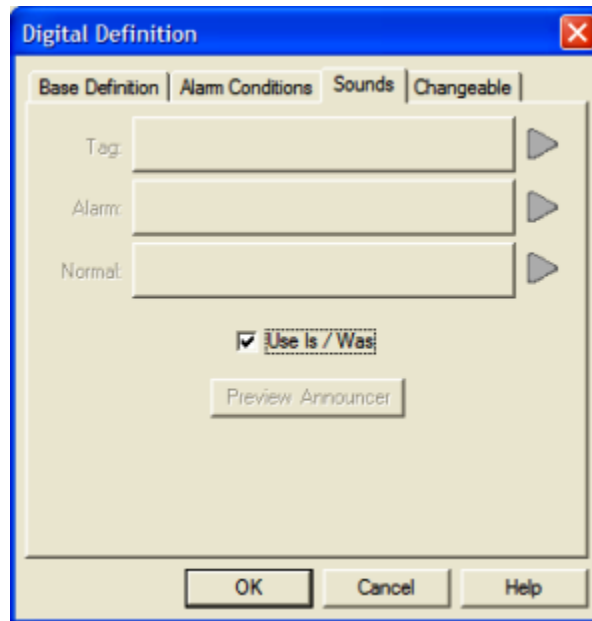 Digital Definition
Base Definition Alarm Conditions Sounds Changeable
Tag:
Alarm:
Normal:
Use Is / Was
Preview Announcer
OK Cancel Help